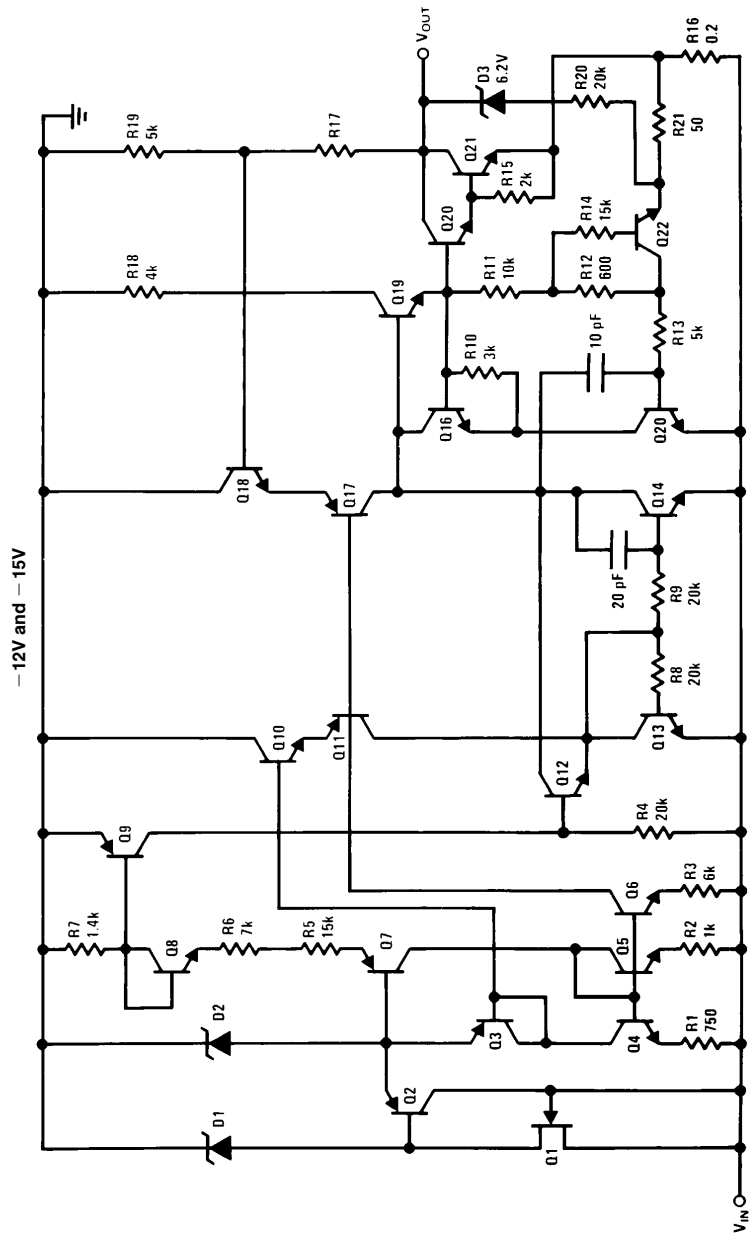 −12V and −15V
D1
Q1
Q2
D2
Q3
Q4
R1
750
R7
1.4k
Q8
R6
7k
R5
15k
Q7
Q5
R2
1k
Q9
Q6
R3
6k
Q12
R4
20k
Q10
Q11
Q13
R8
20k
R9
20k
20 pF
Q14
Q18
Q17
Q16
R10
3k
10 pF
Q20
R13
5k
R18
4k
Q19
R11
10k
R12
600
R14
15k
Q22
R19
5k
R17
Q20
Q21
R15
2k
D3
6.2V
R20
20k
R21
50
R16
0.2
VOUT
VIN